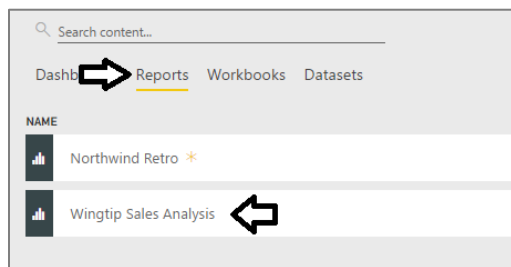 Search content...
Dashb Reports Workbooks Datasets
NAME
Northwind Retro
Wingtip Sales Analysis